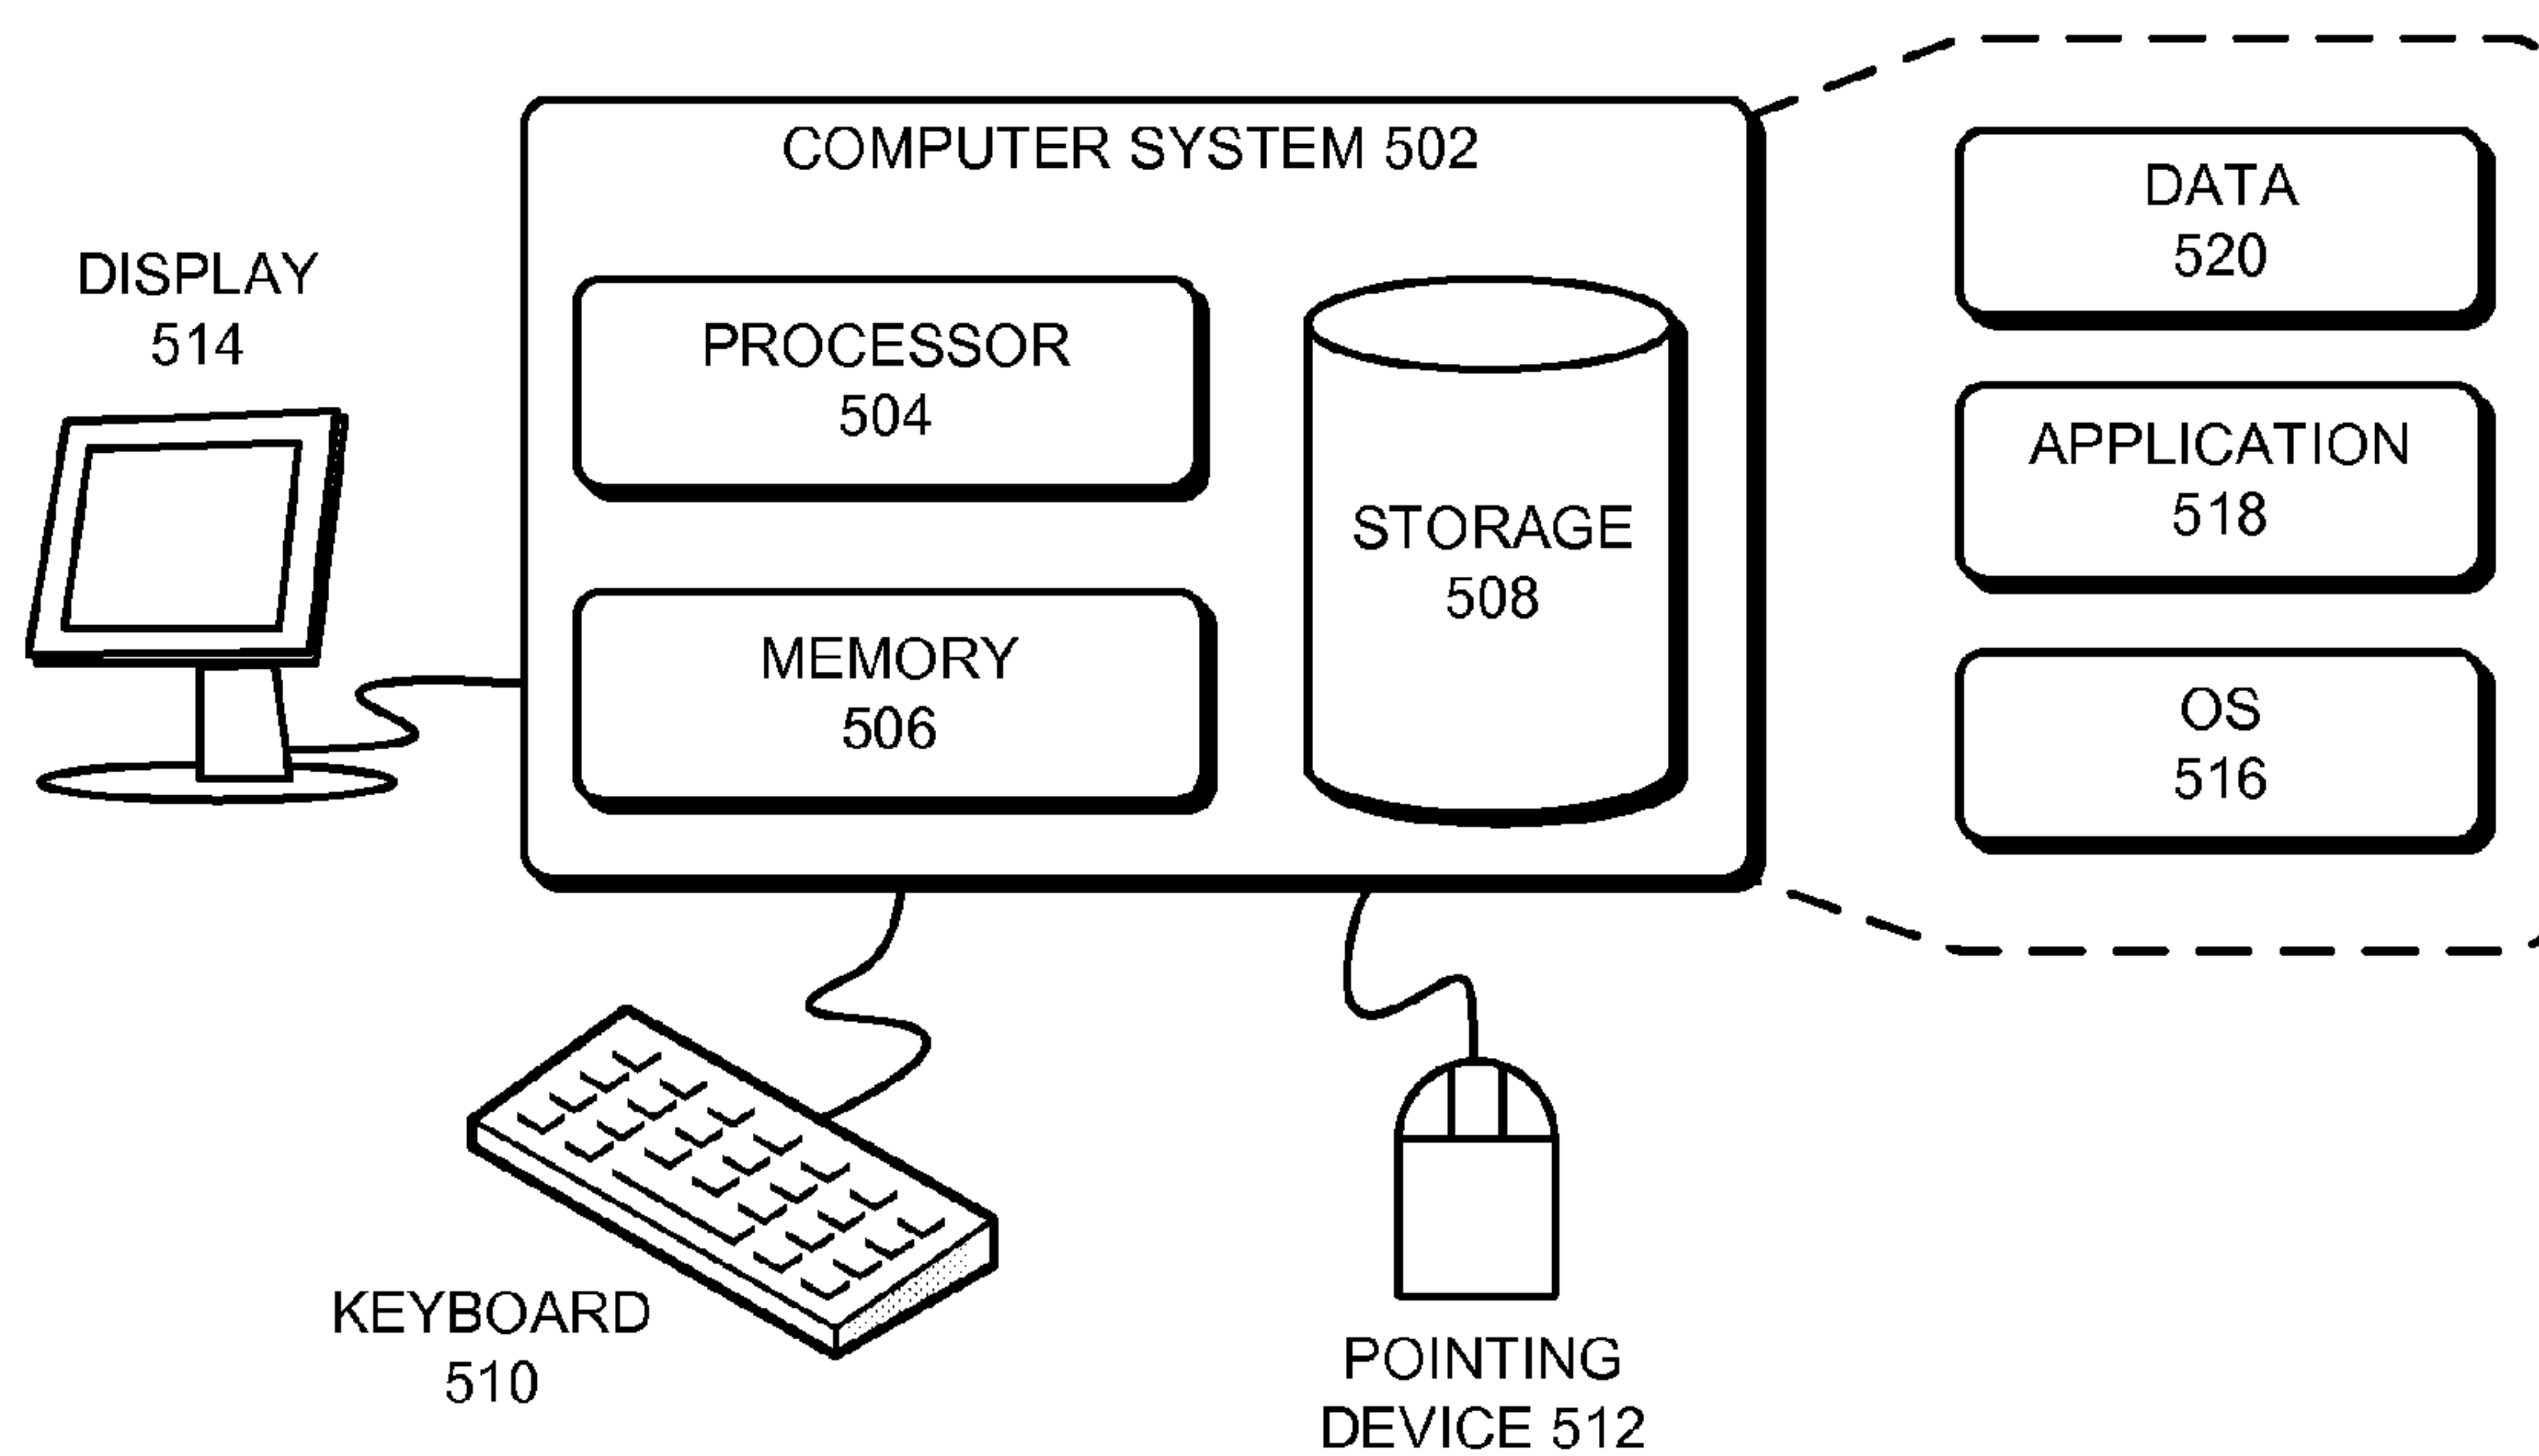 COMPUTER SYSTEM 502
DISPLAY
514
PROCESSOR
504
MEMORY
506
STORAGE
508
DATA
520
APPLICATION
518
OS
516
KEYBOARD
510
POINTING
DEVICE 512